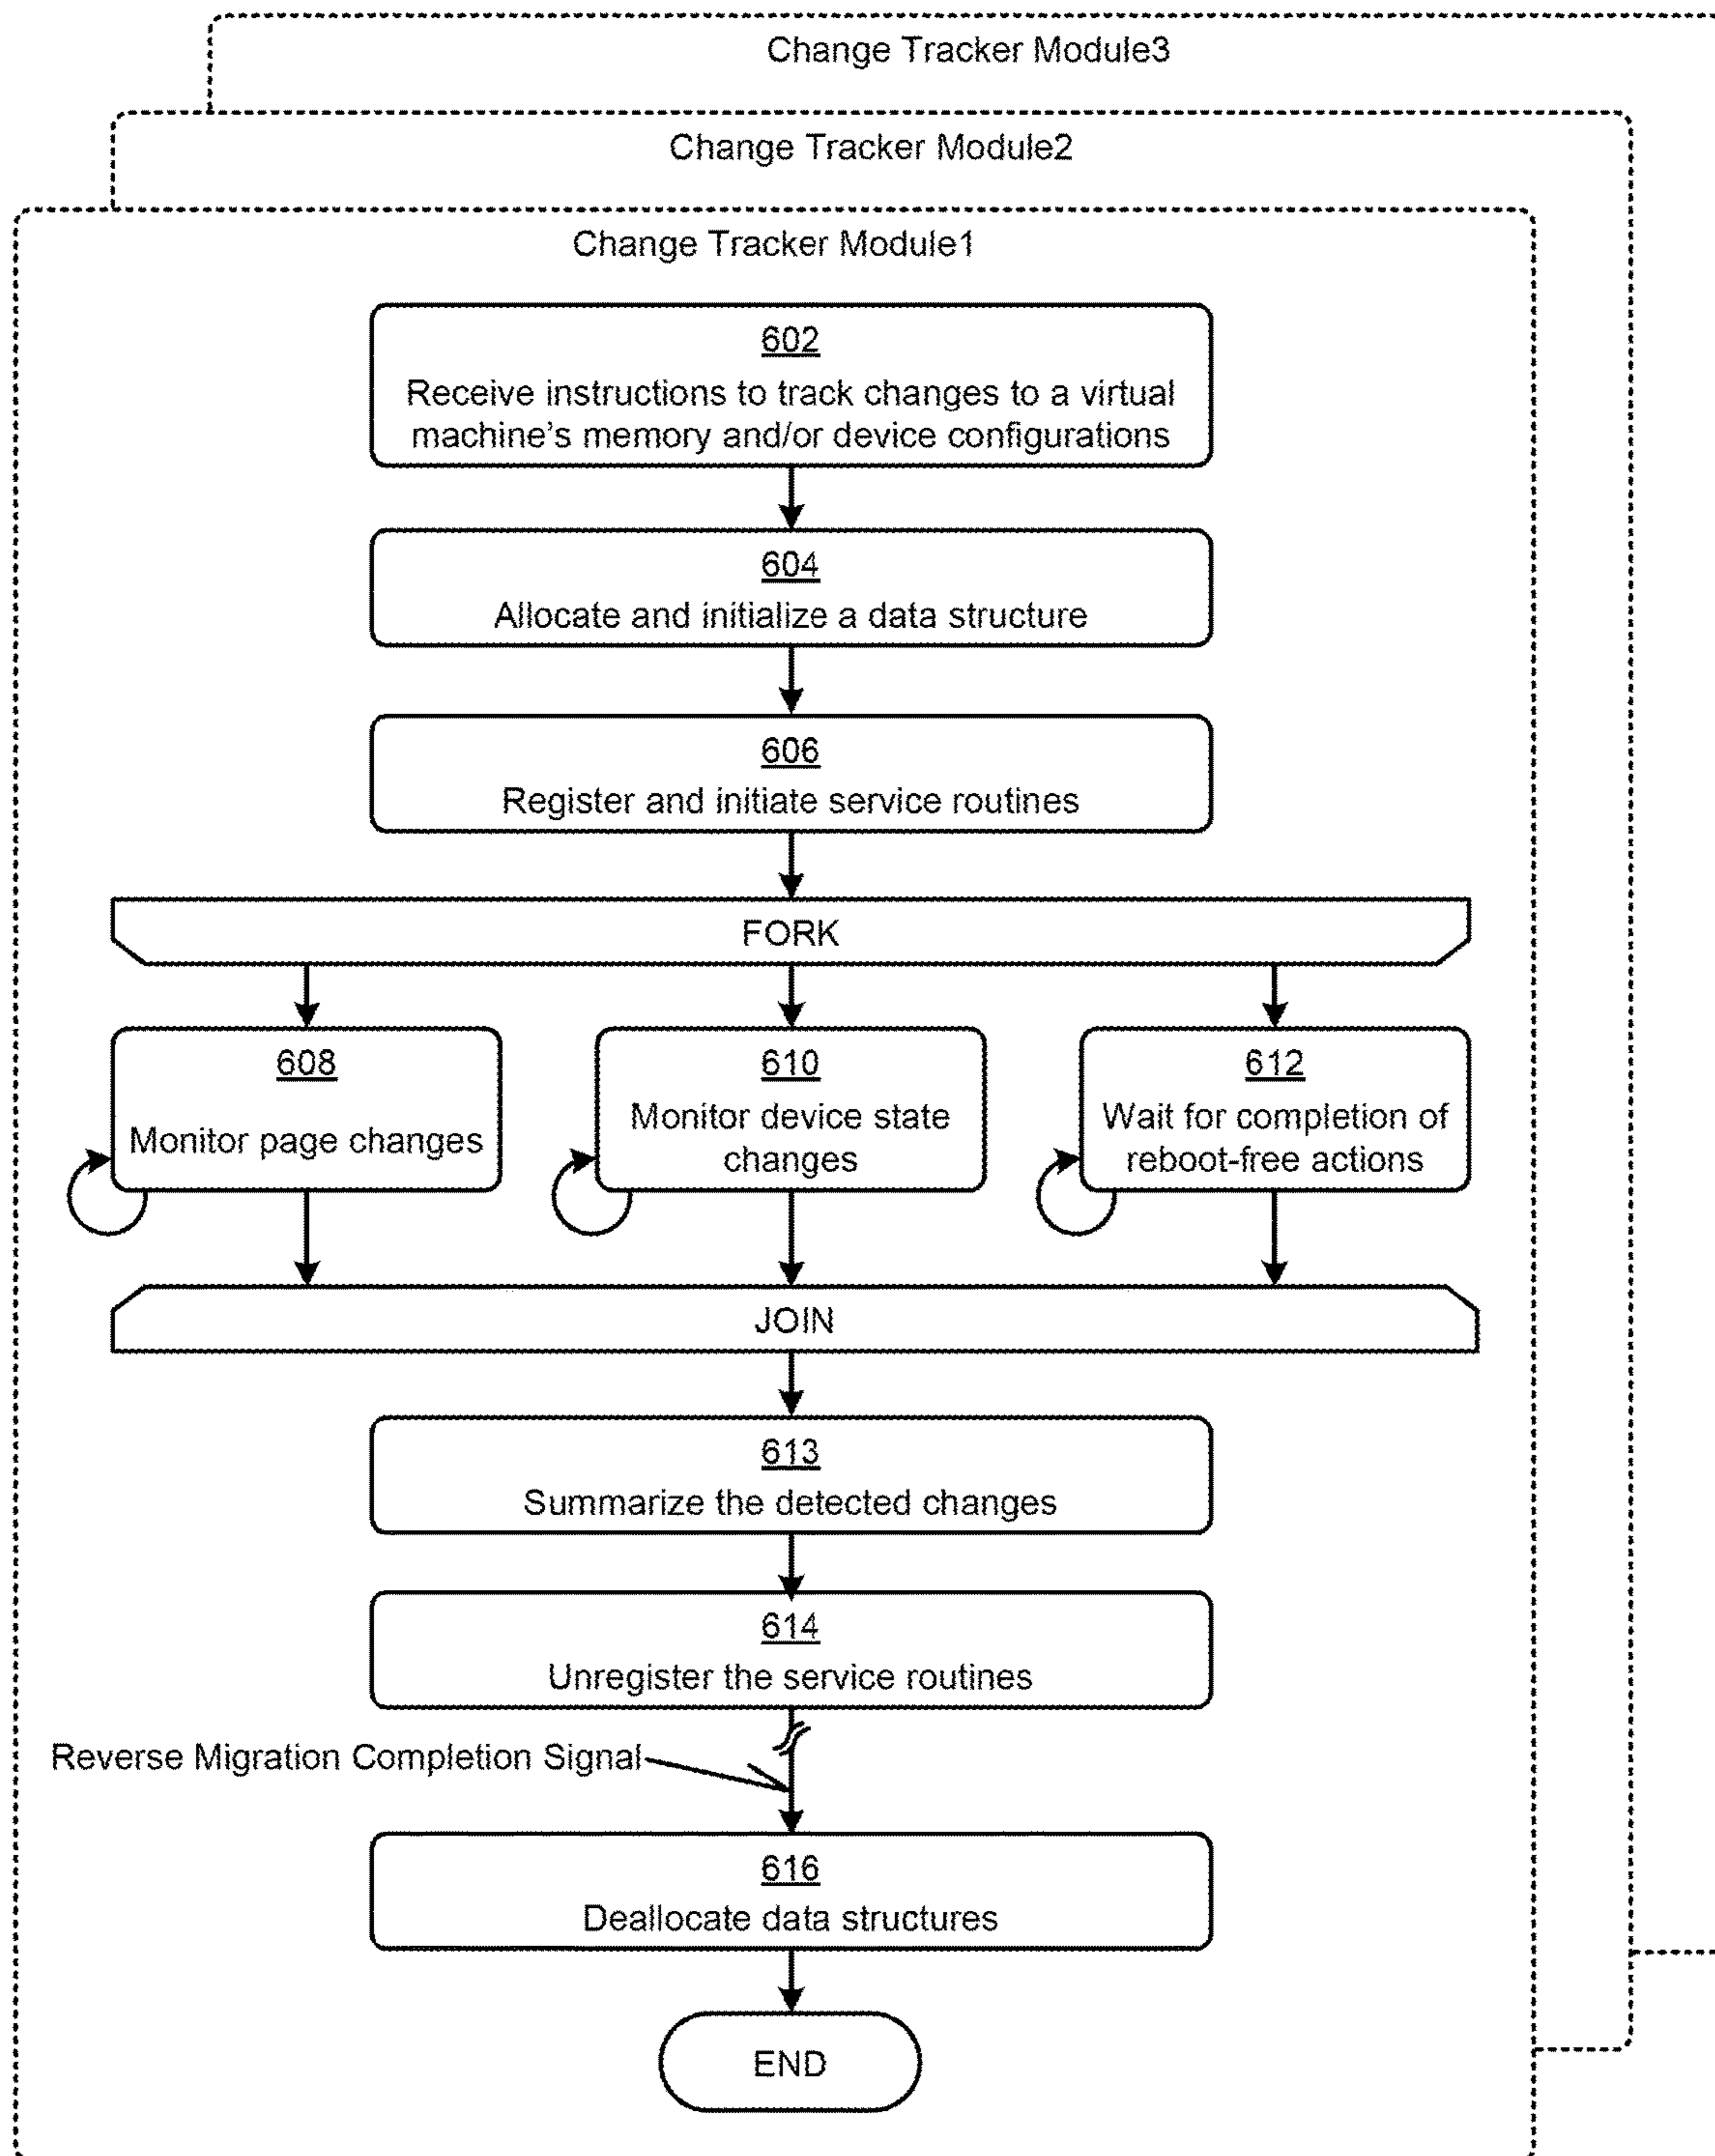 Change Tracker Module3
Change Tracker Module2
Change Tracker Module1
602
Receive instructions to track changes to a virtual
machine's memory and/or device configurations
604
Allocate and initialize a data structure
606
Register and initiate service routines
FORK
608
Monitor page changes
610
Monitor device state
changes
612
Wait for completion of
reboot-free actions
JOIN
613
Summarize the detected changes
614
Unregister the service routines
Reverse Migration Completion Signal
616
Deallocate data structures
END